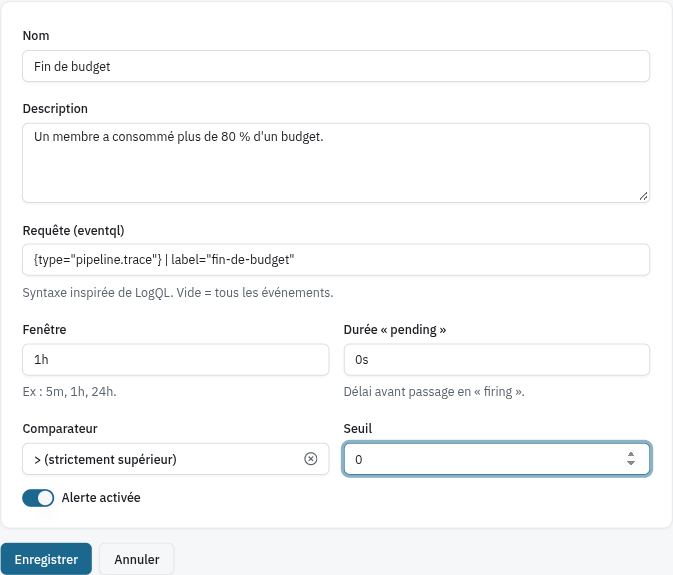 Nom
Fin de budget
Description
Un membre a consommé plus de 80 % d'un budget.
Requête (eventql)
{type="pipeline.trace"} | label="fin-de-budget"
Syntaxe inspirée de LogQL. Vide = tous les événements.
Fenêtre
Durée « pending »
1h
0s
Ex : 5m, 1h, 24h.
Délai avant passage en « firing ».
Comparateur
Seuil
> (strictement supérieur)
0
Alerte activée
Enregistrer
Annuler